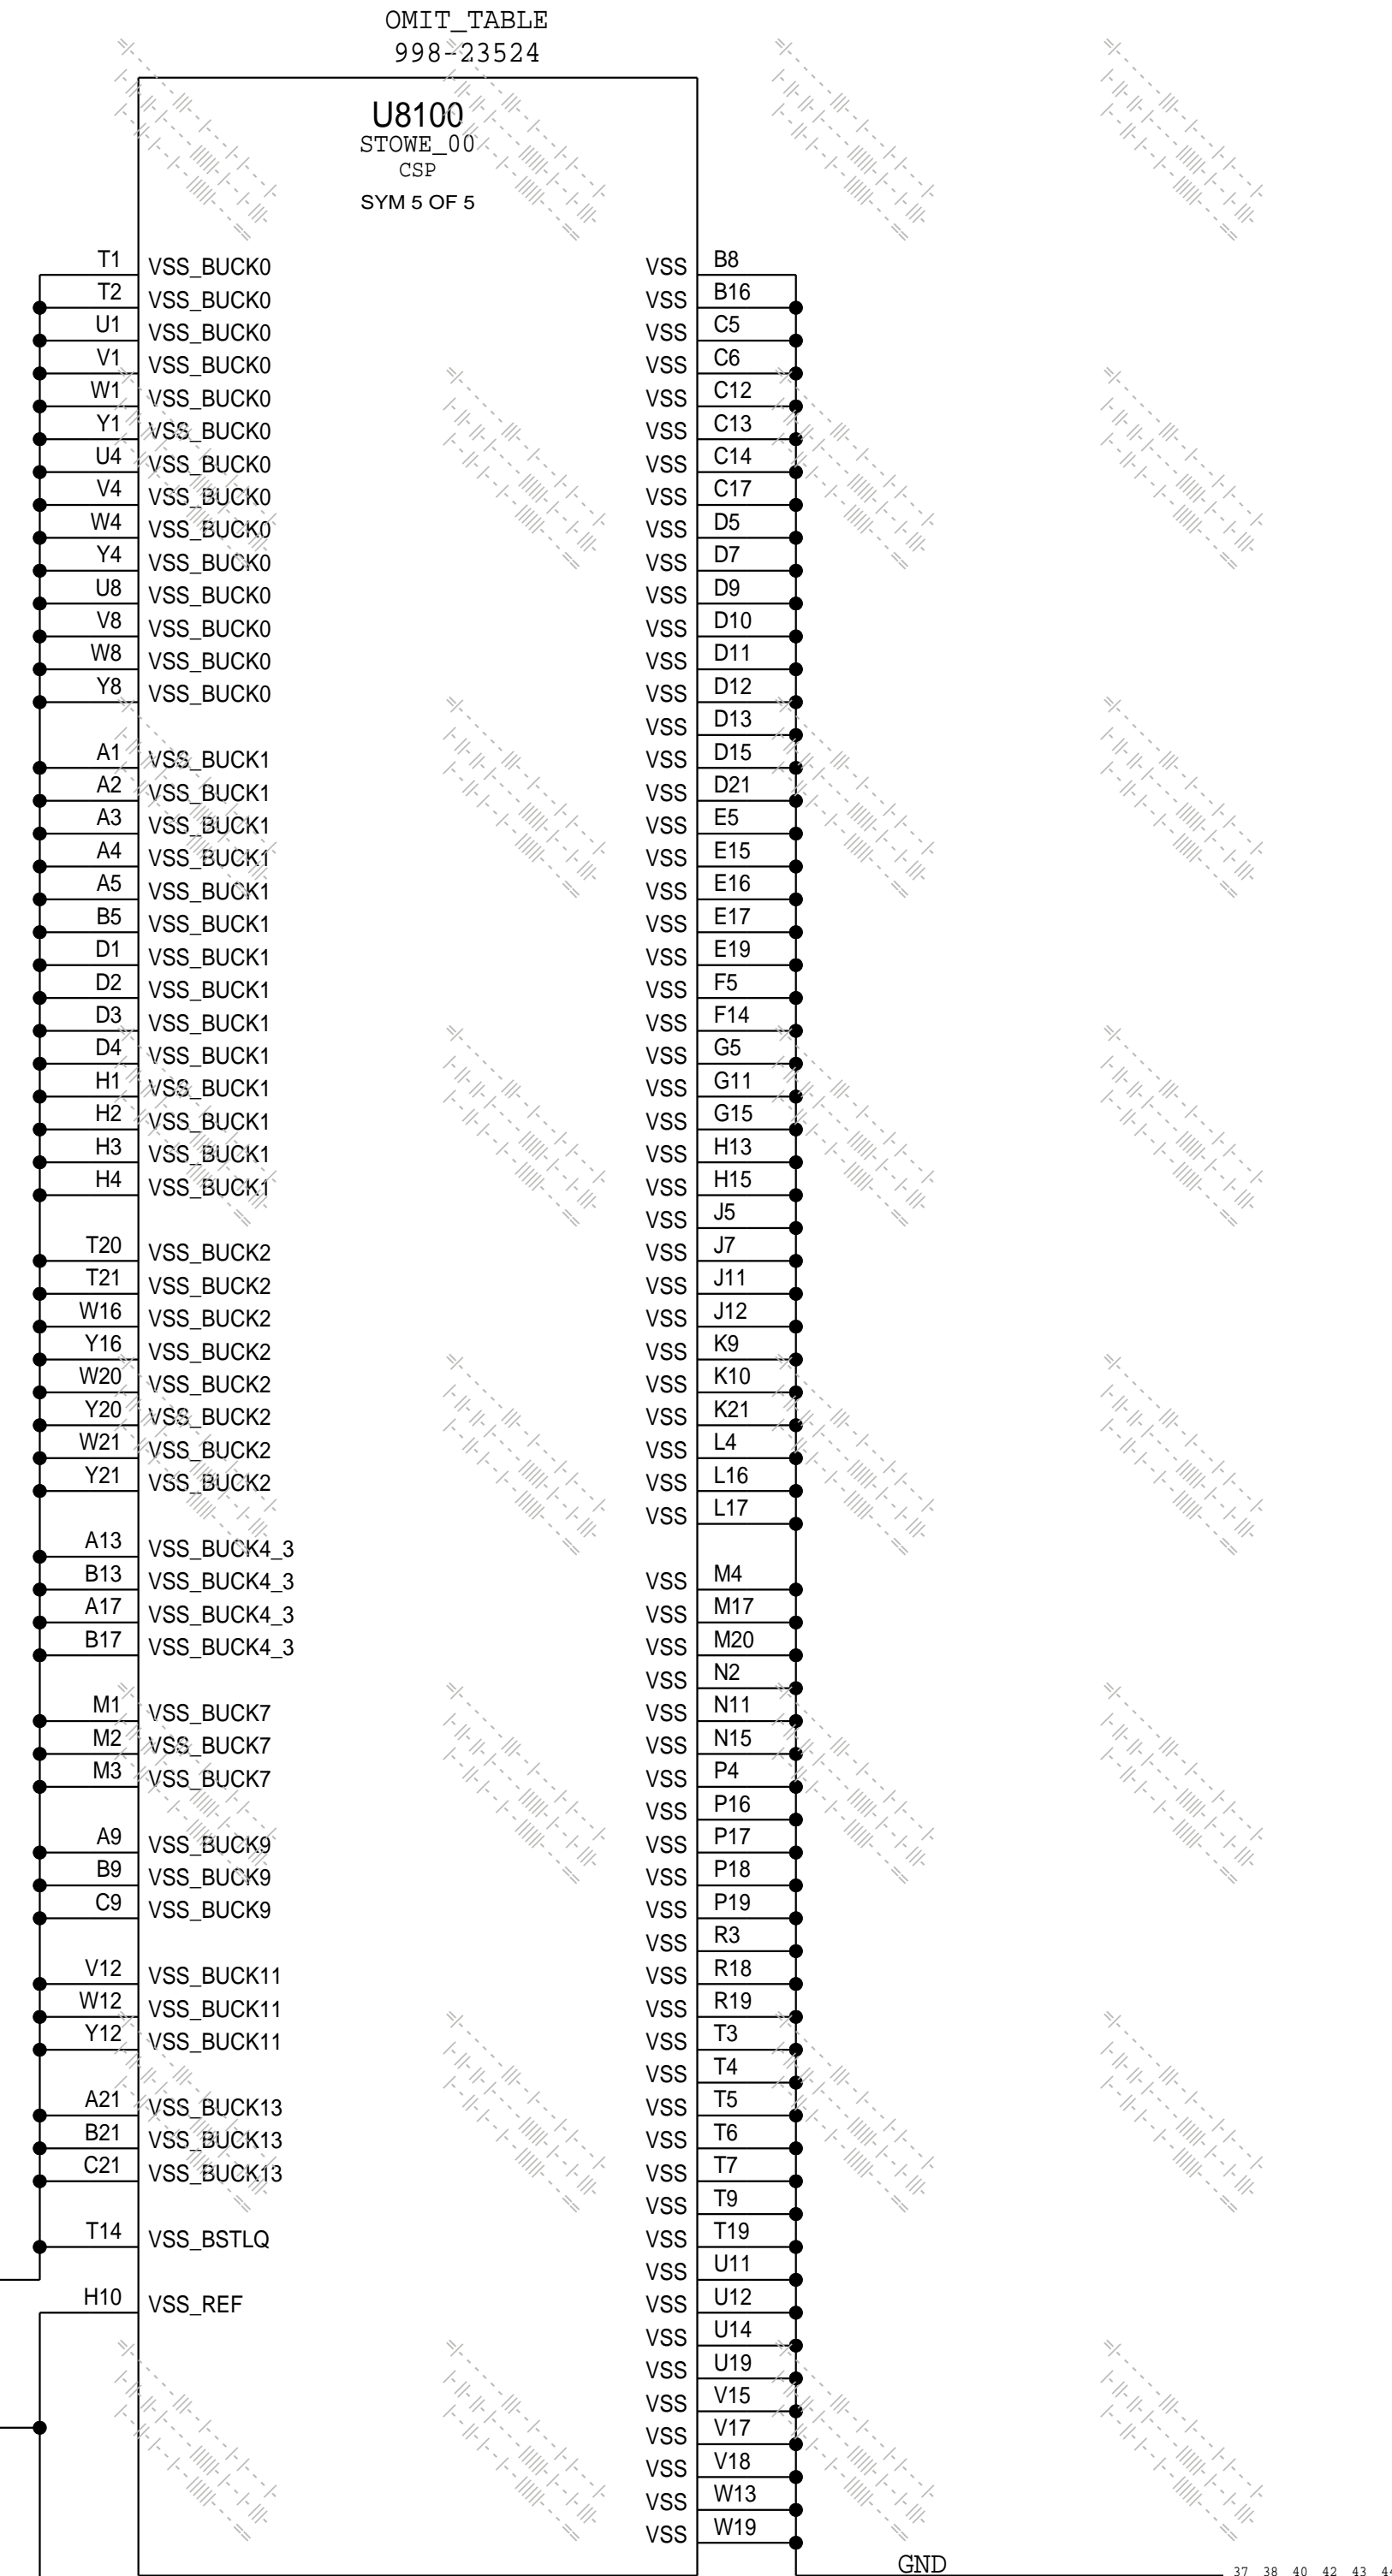 OMIT_TABLE
998-23524
U8100
STOWE_00
CSP
SYM 5 OF 5
T1 VSS_BUCK0 VSS B8
T2 VSS_BUCK0 VSS B16
U1 VSS_BUCK0 VSS C5
V1 VSS_BUCK0 VSS C6
W1 VSS_BUCK0 VSS C12
Y1 VSS_BUCK0 VSS C13
U4 VSS_BUCK0 VSS C14
V4 VSS_BUCK0 VSS C17
W4 VSS_BUCK0 VSS D5
Y4 VSS_BUCK0 VSS D7
U8 VSS_BUCK0 VSS D9
V8 VSS_BUCK0 VSS D10
W8 VSS_BUCK0 VSS D11
Y8 VSS_BUCK0 VSS D12
VSS D13
A1 VSS_BUCK1 VSS D15
A2 VSS_BUCK1 VSS D21
A3 VSS_BUCK1 VSS E5
A4 VSS_BUCK1 VSS E15
A5 VSS_BUCK1 VSS E16
B5 VSS_BUCK1 VSS E17
D1 VSS_BUCK1 VSS E19
D2 VSS_BUCK1 VSS F5
D3 VSS_BUCK1 VSS F14
D4 VSS_BUCK1 VSS G5
H1 VSS_BUCK1 VSS G11
H2 VSS_BUCK1 VSS G15
H3 VSS_BUCK1 VSS H13
H4 VSS_BUCK1 VSS H15
VSS J5
T20 VSS_BUCK2 VSS J7
T21 VSS_BUCK2 VSS J11
W16 VSS_BUCK2 VSS J12
Y16 VSS_BUCK2 VSS K9
W20 VSS_BUCK2 VSS K10
Y20 VSS_BUCK2 VSS K21
W21 VSS_BUCK2 VSS L4
Y21 VSS_BUCK2 VSS L16
VSS L17
A13 VSS_BUCK4_3
B13 VSS_BUCK4_3 VSS M4
A17 VSS_BUCK4_3 VSS M17
B17 VSS_BUCK4_3 VSS M20
VSS N2
M1 VSS_BUCK7 VSS N11
M2 VSS_BUCK7 VSS N15
M3 VSS_BUCK7 VSS P4
VSS P16
A9 VSS_BUCK9 VSS P17
B9 VSS_BUCK9 VSS P18
C9 VSS_BUCK9 VSS P19
VSS R3
V12 VSS_BUCK11 VSS R18
W12 VSS_BUCK11 VSS R19
Y12 VSS_BUCK11 VSS T3
VSS T4
A21 VSS_BUCK13 VSS T5
B21 VSS_BUCK13 VSS T6
C21 VSS_BUCK13 VSS T7
VSS T9
T14 VSS_BSTLQ VSS T19
VSS U11
H10 VSS_REF VSS U12
VSS U14
VSS U19
VSS V15
VSS V17
VSS V18
VSS W13
VSS W19
GND
37 38 40 42 43 44